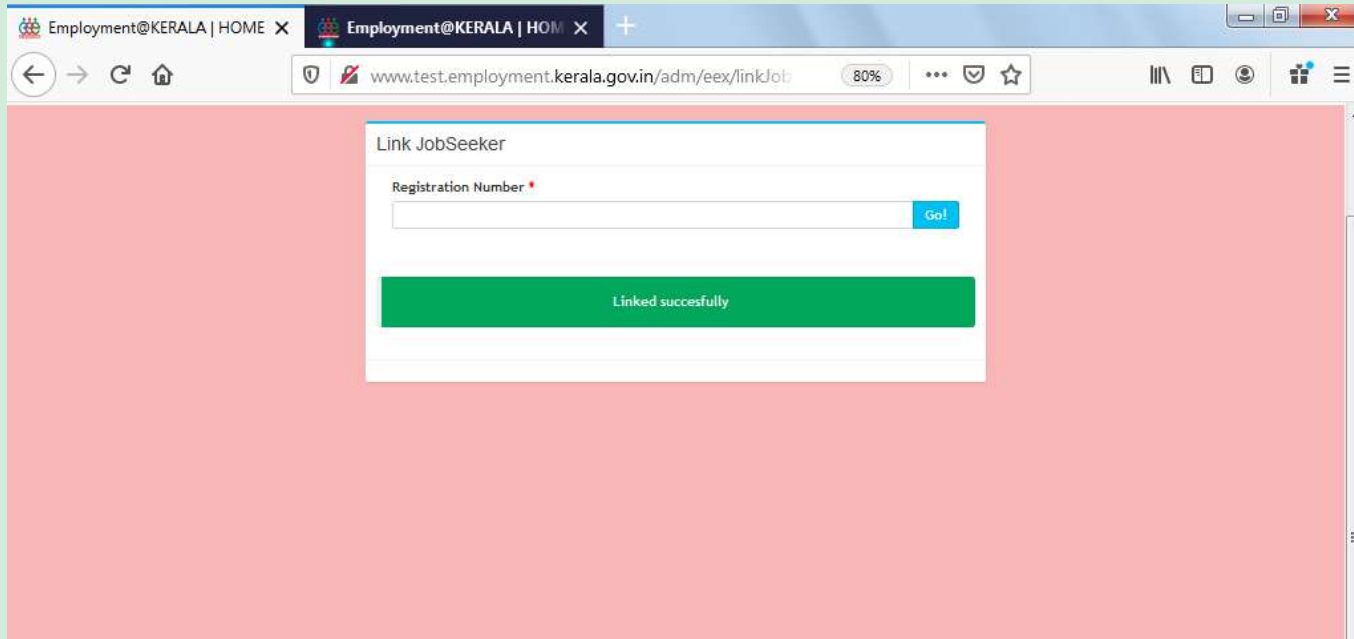 Employment@KERALA | HOME
Employment@KERALA | HOM
www.test.employment.kerala.gov.in/adm/eex/linkJob
80%
Link JobSeeker
Registration Number *
Go!
Linked succesfully